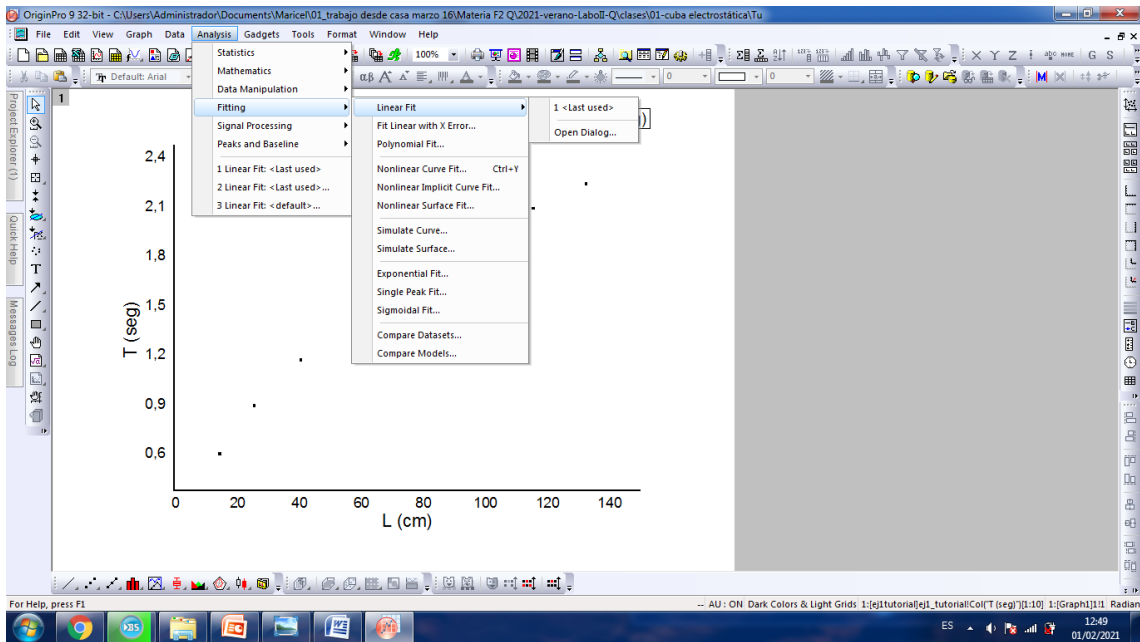 OriginPro 9 32-bit - C:\Users\Administrador\Documents\Maricel\01_trabajo desde casa marzo 16\Materia F2 Q\2021-verano-LaboII-Q\clases\01-cuba electrostática\Tu
File Edit View Graph Data Analysis Gadgets Tools Format Window Help
100%
X Y Z
G S
Default: Arial
αβ
0
0
Project Explorer (1)
Quick Help
Messages Log
1
Statistics
Mathematics
Data Manipulation
Fitting
Signal Processing
Peaks and Baseline
1 Linear Fit: <Last used>
2 Linear Fit: <Last used>...
3 Linear Fit: <default>...
Linear Fit
Fit Linear with X Error...
Polynomial Fit...
Nonlinear Curve Fit... Ctrl+Y
Nonlinear Implicit Curve Fit...
Nonlinear Surface Fit...
Simulate Curve...
Simulate Surface...
Exponential Fit...
Single Peak Fit...
Sigmoidal Fit...
Compare Datasets...
Compare Models...
1 <Last used>
Open Dialog...
2,4
2,1
1,8
1,5
1,2
0,9
0,6
T (seg)
0 20 40 60 80 100 120 140
L (cm)
For Help, press F1
-- AU : ON Dark Colors & Light Grids 1:[ej1tutorial]ej1_tutorial!Col("T (seg)")[1:10] 1:[Graph1]1!1 Radian
ES
12:49
01/02/2021